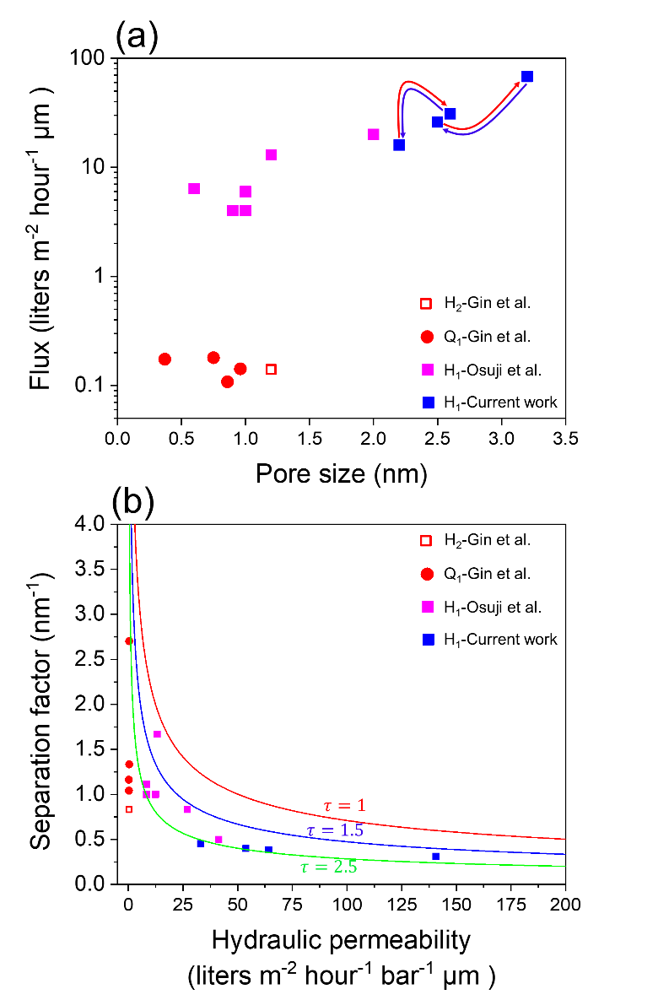 (a)
100
10
1
0.1
Flux (liters m⁻² hour⁻¹ µm )
H₂-Gin et al.
Q₁-Gin et al.
H₁-Osuji et al.
H₁-Current work
0.0 0.5 1.0 2.0 2.5 3.0 3.5
Pore size (nm)
(b)
4.0
3.5
3.0
2.5
2.0
1.5
1.0
0.5
0.0
Separation factor (nm⁻¹)
H₂-Gin et al.
Q₁-Gin et al.
H₁-Osuji et al.
H₁-Current work
τ = 1
τ = 1.5
τ = 2.5
0 25 50 75 100 125 150 175 200
Hydraulic permeability
(liters m⁻² hour⁻¹ bar⁻¹ µm )